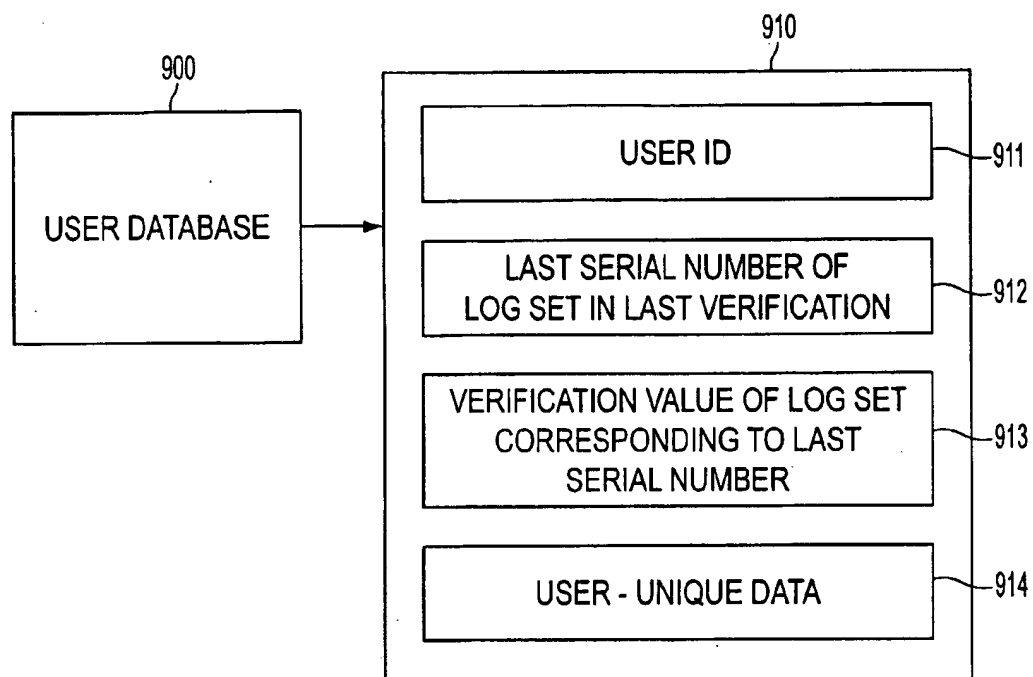 900
USER DATABASE
910
USER ID
911
LAST SERIAL NUMBER OF
LOG SET IN LAST VERIFICATION
912
VERIFICATION VALUE OF LOG SET
CORRESPONDING TO LAST
SERIAL NUMBER
913
USER - UNIQUE DATA
914